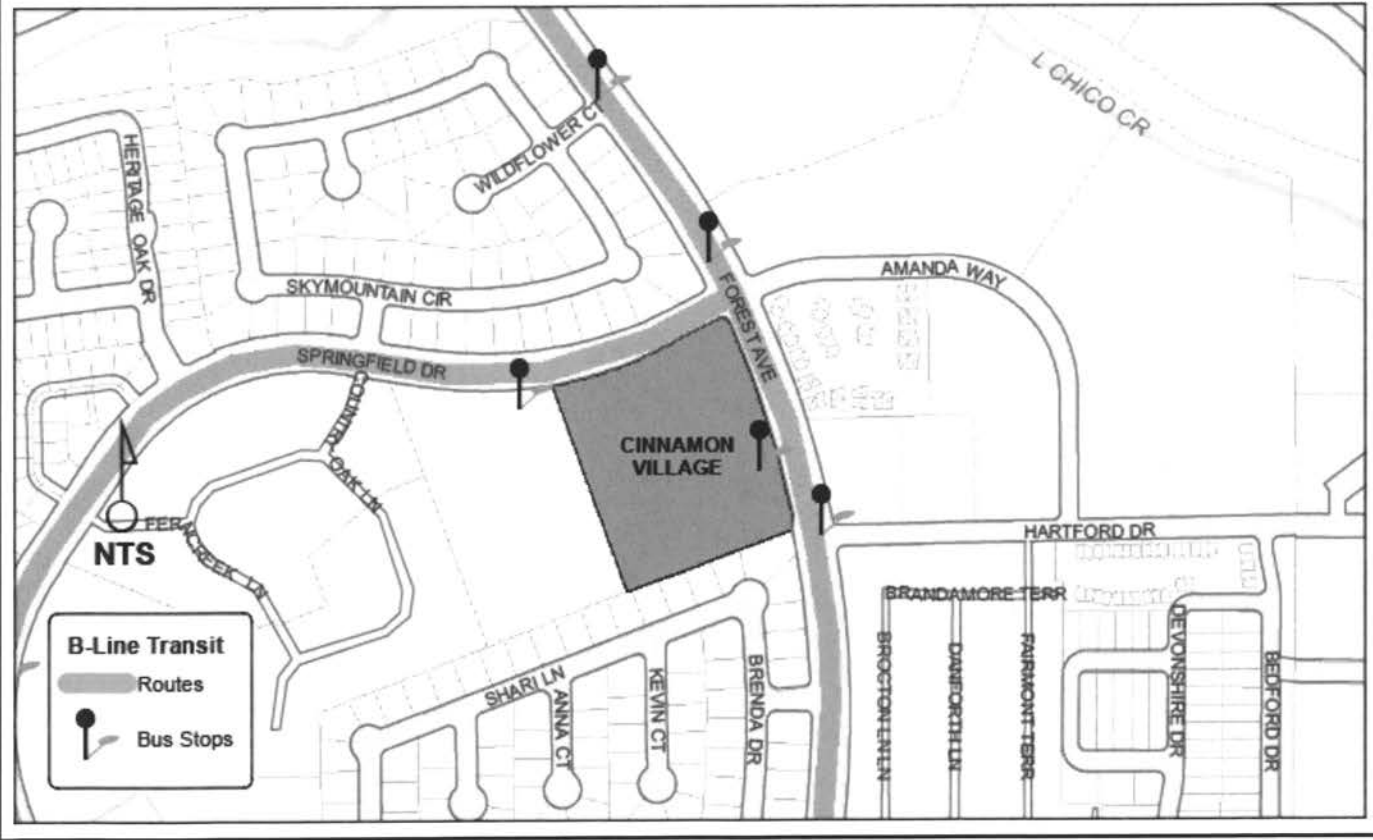 L CHICO CR
WILDFLOWER C
HERITAGE OAK DR
AMANDA WAY
SKYMOUNTAIN CIR
FOREST AVE
SPRINGFIELD DR
COUNTRY OAK LN
CINNAMON
VILLAGE
FERNCREEK LN
NTS
HARTFORD DR
BRANDAMORE TERR
B-Line Transit
Routes
Bus Stops
SHARI LN
ANNA CT
KEVIN CT
BRENDA DR
BROCTON LN LN
DANFORTH LN
FAIRMONT TERR
DEVONSHIRE DR
BEDFORD DR